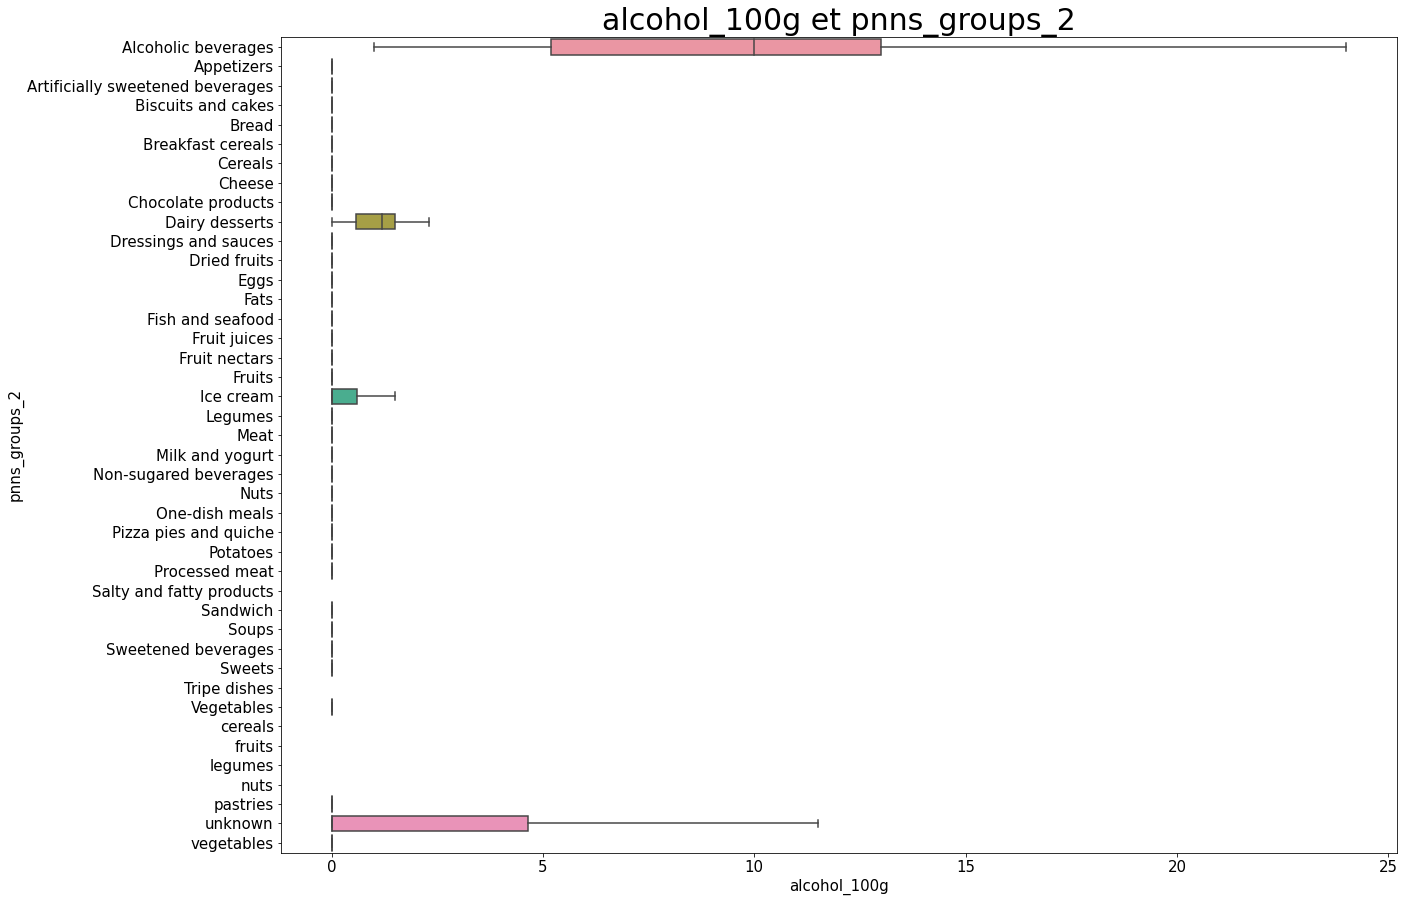 alcohol_100g et pnns_groups_2
Alcoholic beverages
Appetizers
Artificially sweetened beverages
Biscuits and cakes
Bread
Breakfast cereals
Cereals
Cheese
Chocolate products
Dairy desserts
Dressings and sauces
Dried fruits
Eggs
Fats
Fish and seafood
Fruit juices
Fruit nectars
Fruits
Ice cream
Legumes
Meat
Milk and yogurt
Non-sugared beverages
Nuts
One-dish meals
Pizza pies and quiche
Potatoes
Processed meat
Salty and fatty products
Sandwich
Soups
Sweetened beverages
Sweets
Tripe dishes
Vegetables
cereals
fruits
legumes
nuts
pastries
unknown
vegetables
pnns_groups_2
0 5 10 15 20 25
alcohol_100g